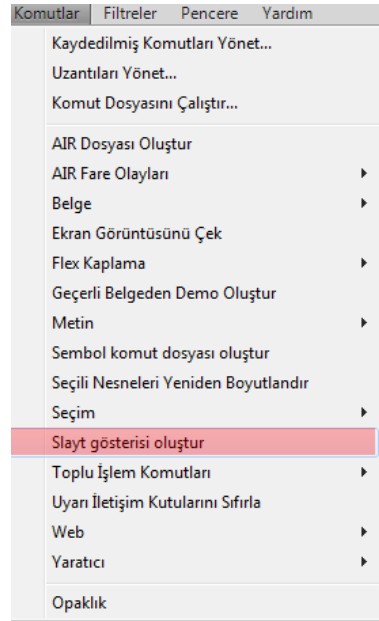 Komutlar Filtreler Pencere Yardım
Kaydedilmiş Komutları Yönet...
Uzantıları Yönet...
Komut Dosyasını Çalıştır...
AIR Dosyası Oluştur
AIR Fare Olayları
Belge
Ekran Görüntüsünü Çek
Flex Kaplama
Geçerli Belgeden Demo Oluştur
Metin
Sembol komut dosyası oluştur
Seçili Nesneleri Yeniden Boyutlandır
Seçim
Slayt gösterisi oluştur
Toplu İşlem Komutları
Uyarı İletişim Kutularını Sıfırla
Web
Yaratıcı
Opaklık